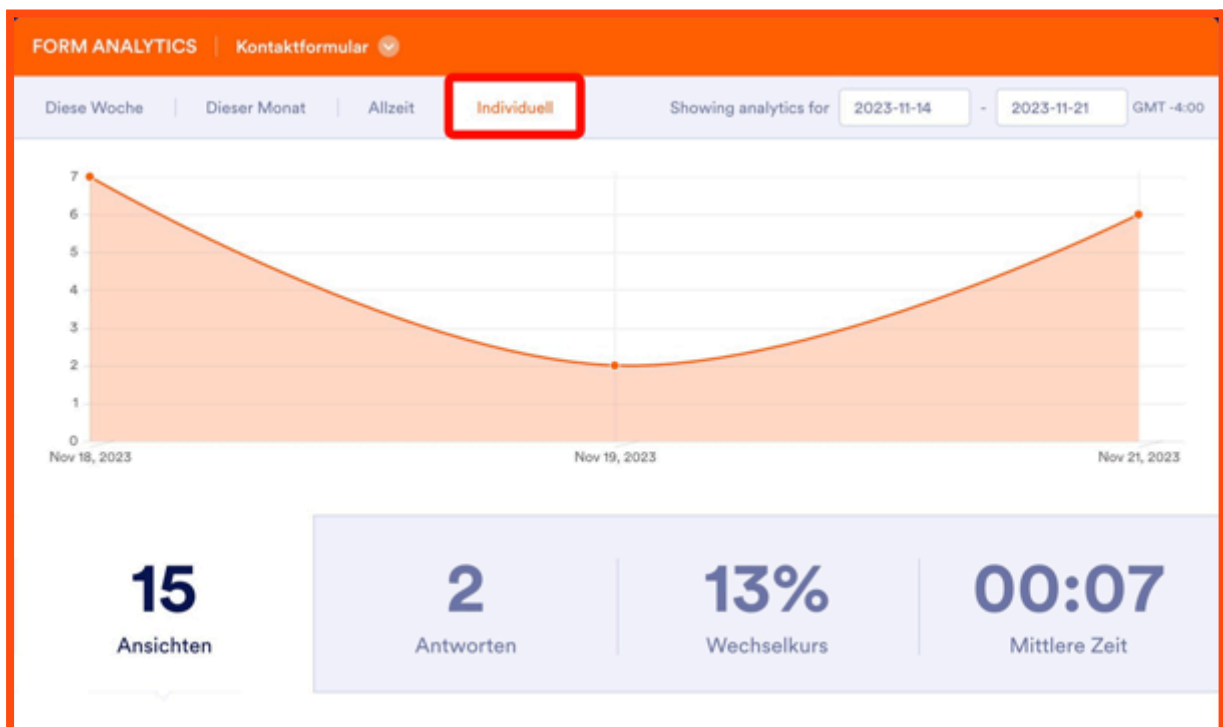 FORM ANALYTICS Kontaktformular
Diese Woche Dieser Monat Allzeit Individuell Showing analytics for 2023-11-14 - 2023-11-21 GMT -4:00
7
6
5
4
3
2
1
0
Nov 18, 2023 Nov 19, 2023 Nov 21, 2023
15 2 13% 00:07
Ansichten Antworten Wechselkurs Mittlere Zeit